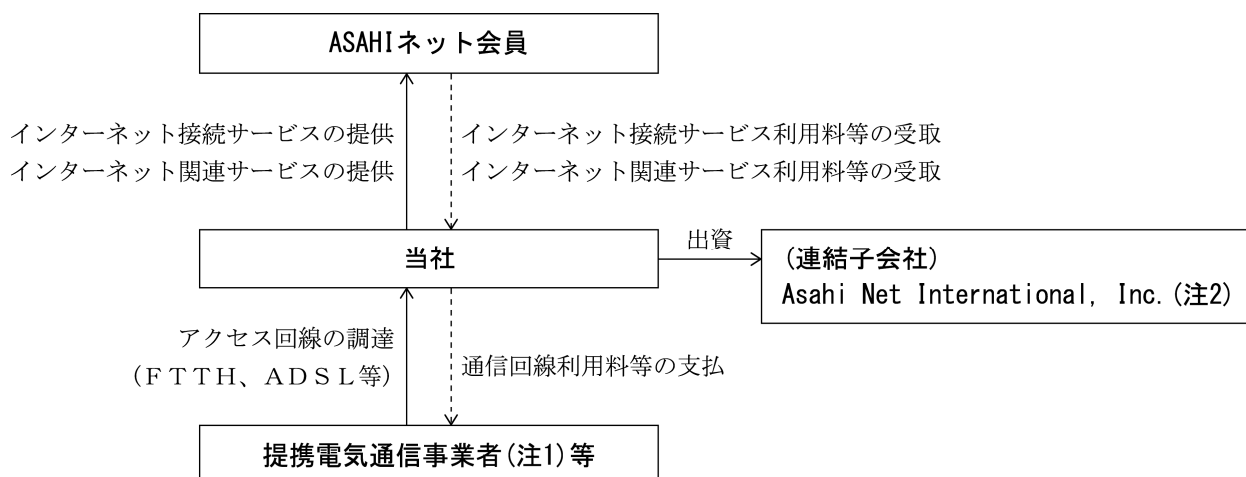 ASAHIネット会員
インターネット接続サービスの提供
インターネット関連サービスの提供
インターネット接続サービス利用料等の受取
インターネット関連サービス利用料等の受取
当社
出資
(連結子会社)
Asahi Net International, Inc.(注2)
アクセス回線の調達
（ＦＴＴＨ、ＡＤＳＬ等）
通信回線利用料等の支払
提携電気通信事業者(注1)等